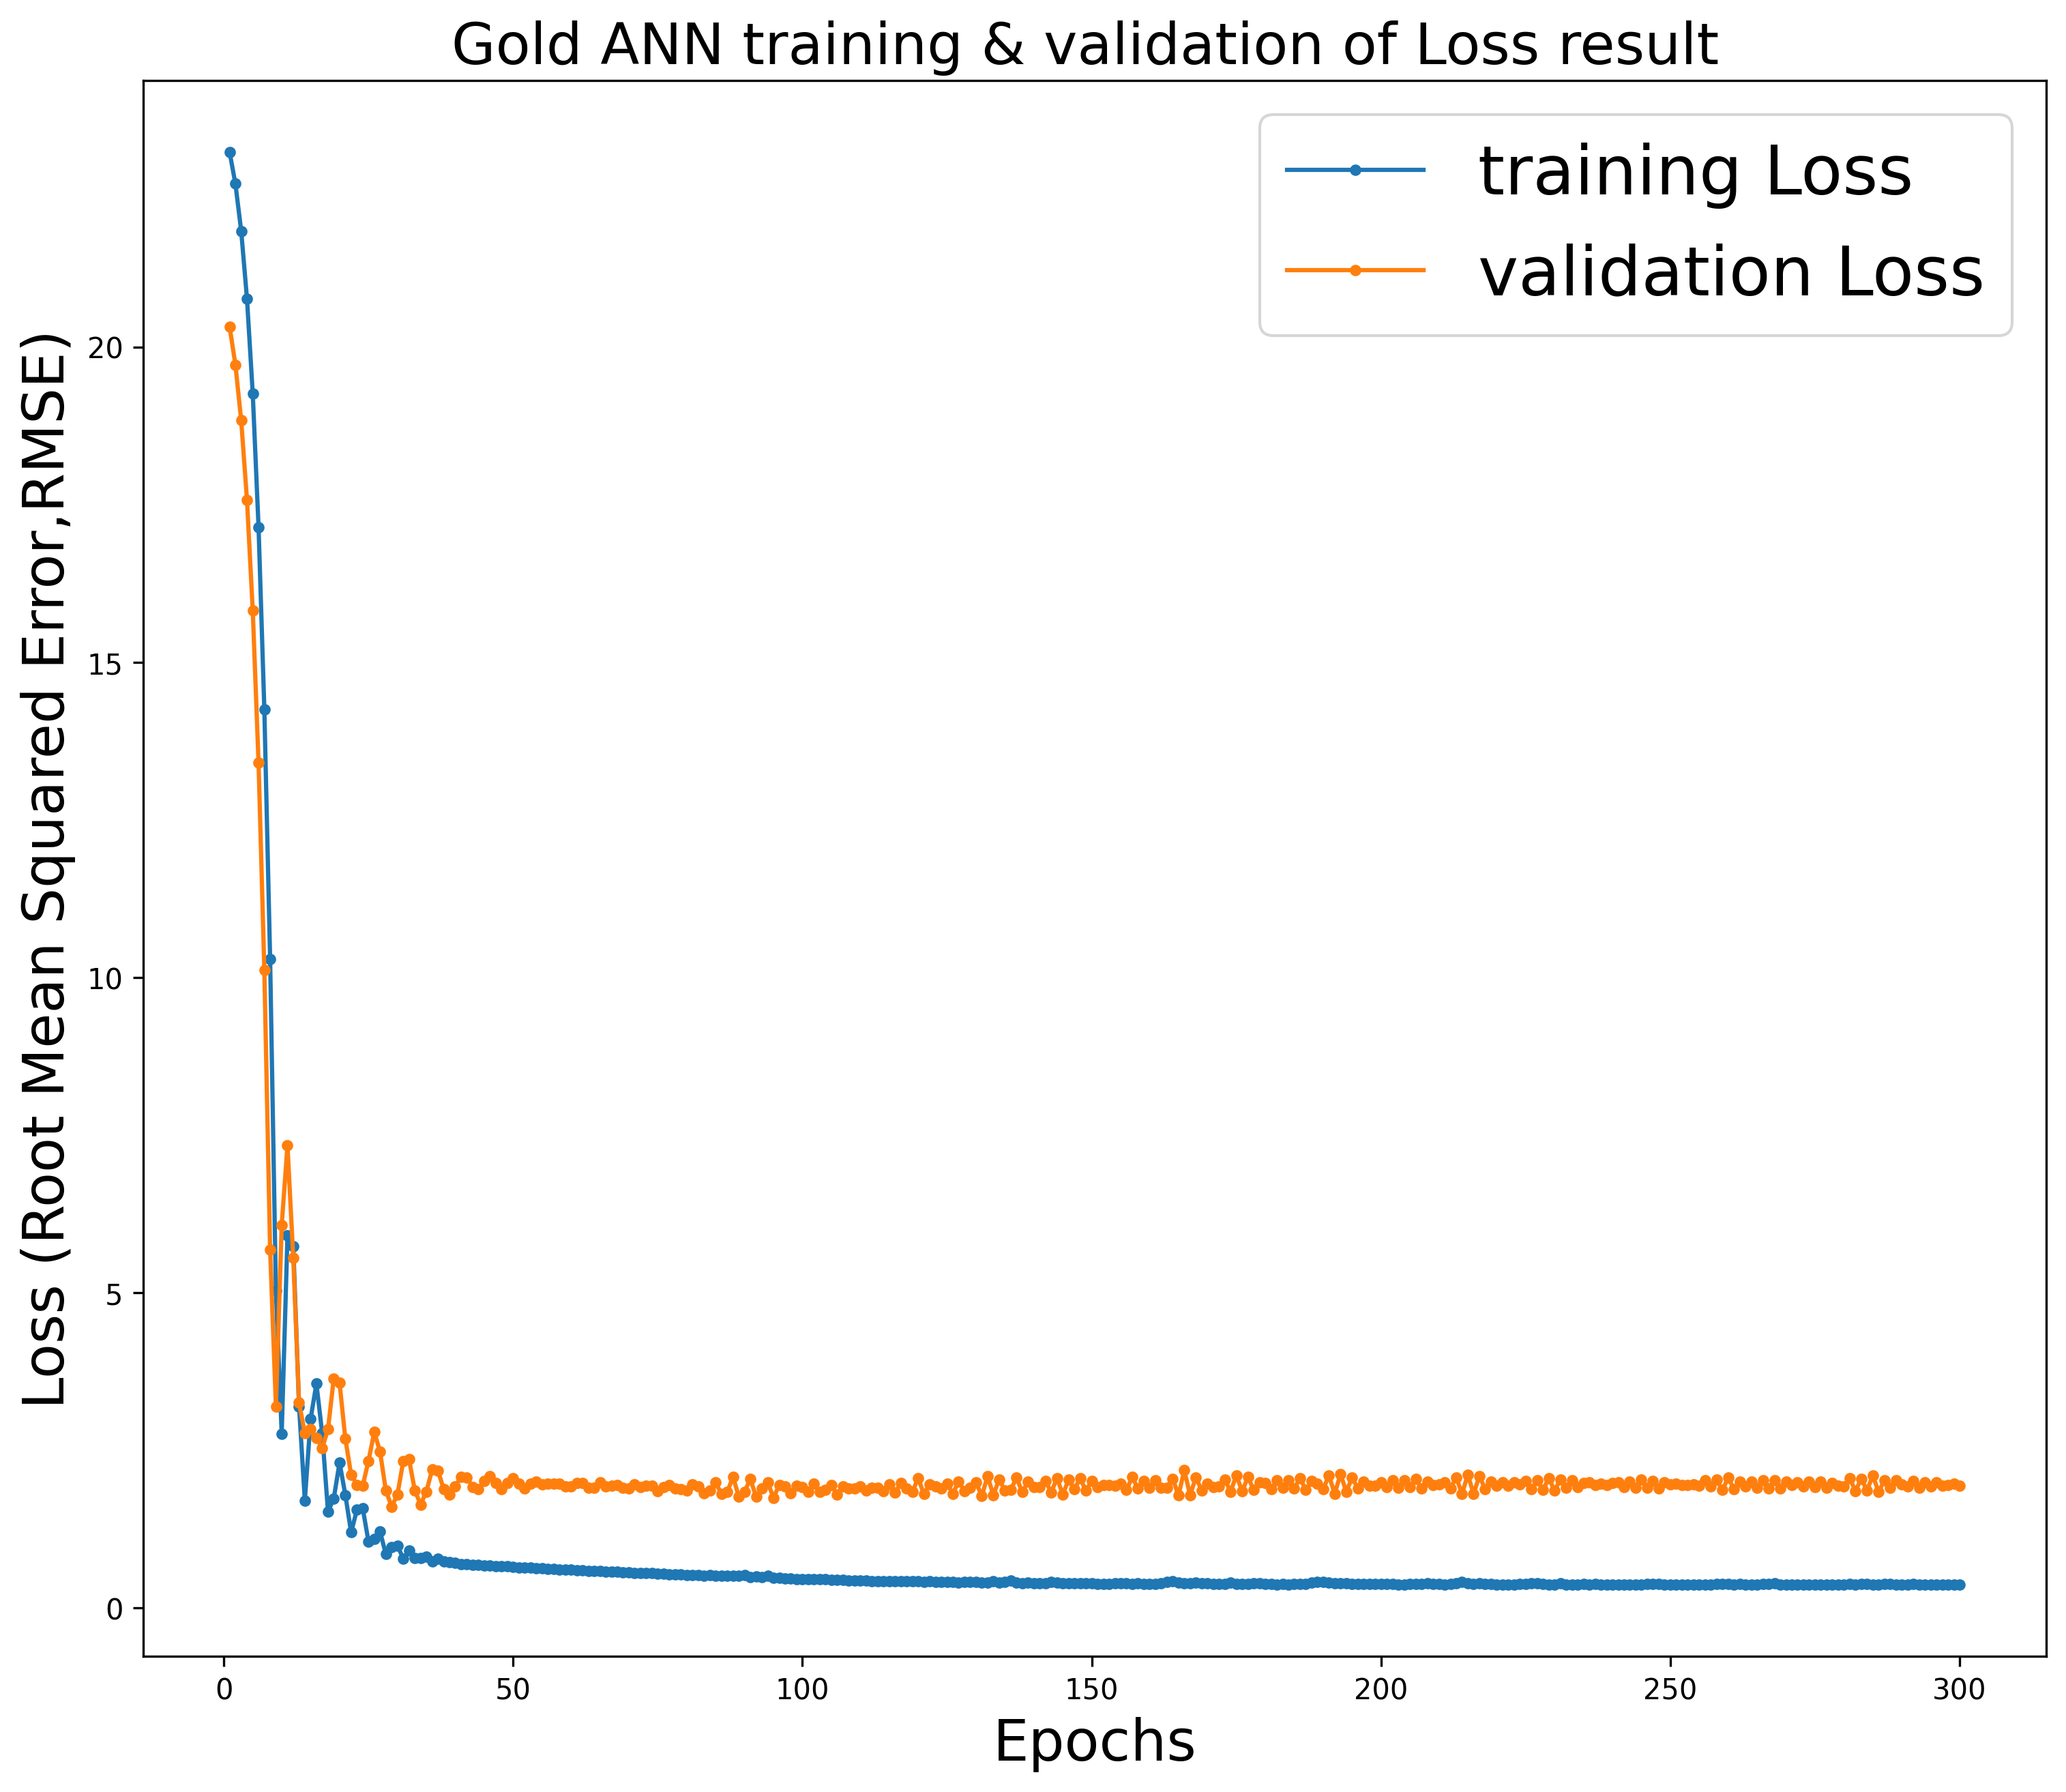 Gold ANN training & validation of Loss result
training Loss
validation Loss
Loss (Root Mean Squared Error,RMSE)
20
15
10
5
0
0 50 100 150 200 250 300
Epochs